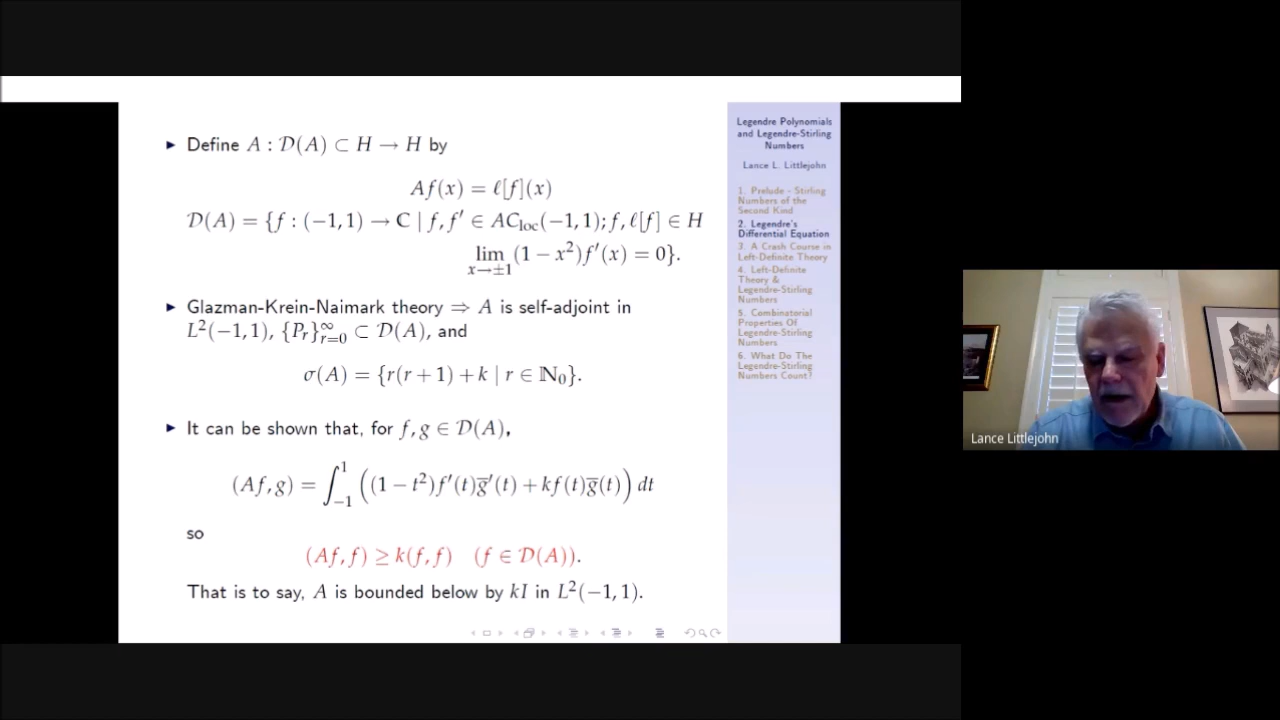 ▶ Define A : 𝒟(A) ⊂ H → H by
Af(x) = ℓ[f](x)
𝒟(A) = {f : (−1, 1) → C | f, f′ ∈ AC_loc(−1, 1); f, ℓ[f] ∈ H
lim_{x→±1} (1 − x²)f′(x) = 0}.
▶ Glazman-Krein-Naimark theory ⇒ A is self-adjoint in
L²(−1, 1), {P_r}_{r=0}^∞ ⊂ 𝒟(A), and
σ(A) = {r(r + 1) + k | r ∈ ℕ₀}.
▶ It can be shown that, for f, g ∈ 𝒟(A),
(Af, g) = ∫_{−1}^{1} ((1 − t²)f′(t)g̅′(t) + kf(t)g̅(t)) dt
so
(Af, f) ≥ k(f, f) (f ∈ 𝒟(A)).
That is to say, A is bounded below by kI in L²(−1, 1).
Legendre Polynomials
and Legendre-Stirling
Numbers
Lance L. Littlejohn
1. Prelude - Stirling
Numbers of the
Second Kind
2. Legendre's
Differential Equation
3. A Crash Course in
Left-Definite Theory
4. Left-Definite
Theory &
Legendre-Stirling
Numbers
5. Combinatorial
Properties Of
Legendre-Stirling
Numbers
6. What Do The
Legendre-Stirling
Numbers Count?
Lance Littlejohn